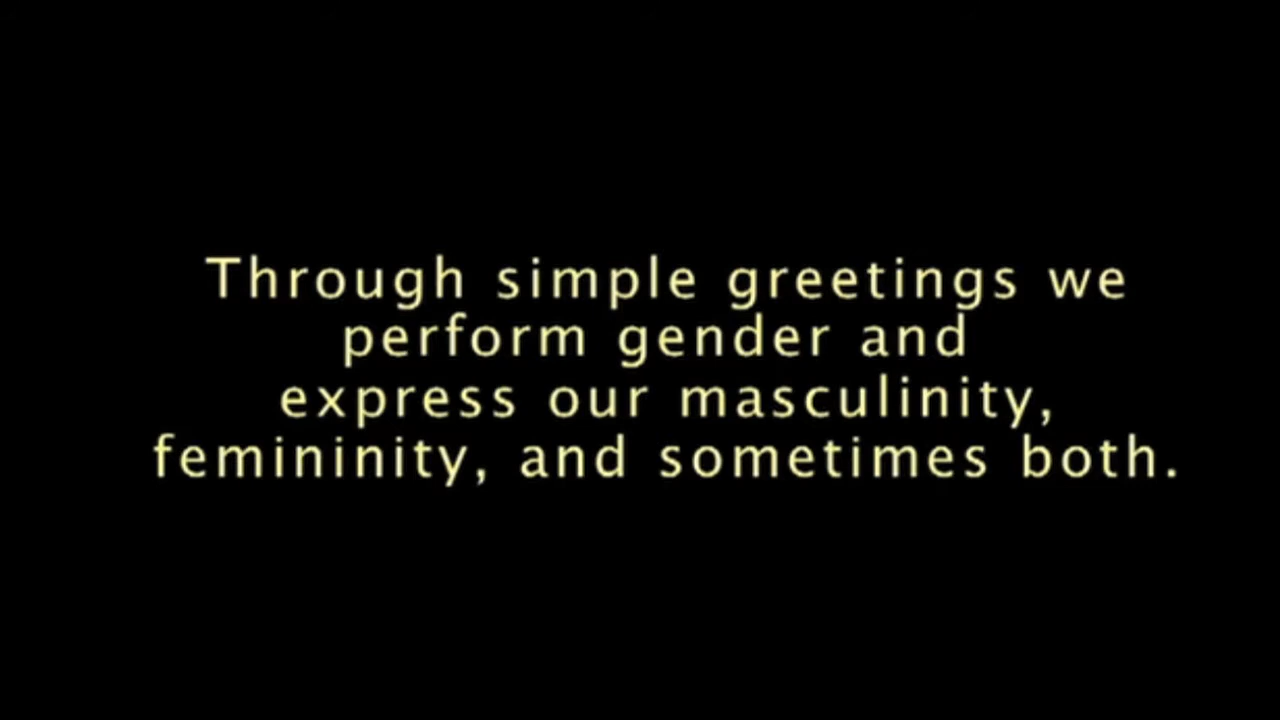 Through simple greetings we
perform gender and
express our masculinity,
femininity, and sometimes both.